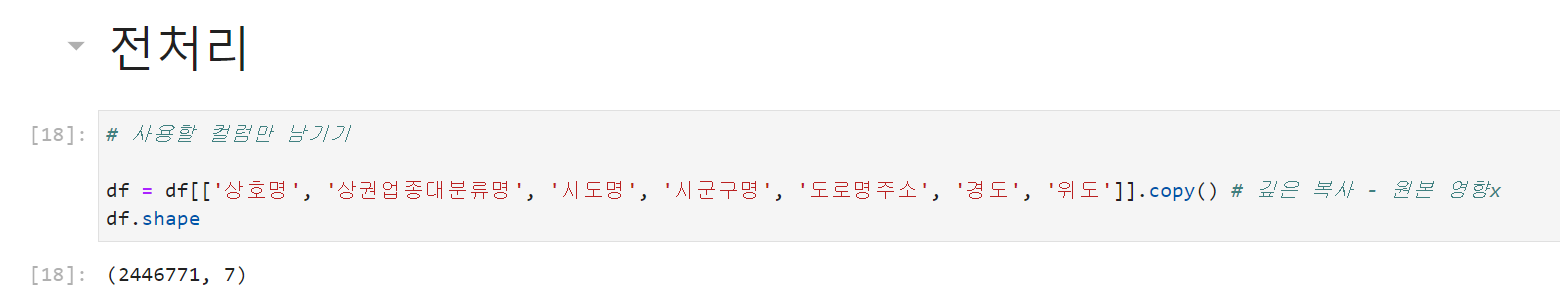 전처리
[18]: # 사용할 컬럼만 남기기
df = df[['상호명', '상권업종대분류명', '시도명', '시군구명', '도로명주소', '경도', '위도']].copy() # 깊은 복사 - 원본 영향x
df.shape
[18]: (2446771, 7)